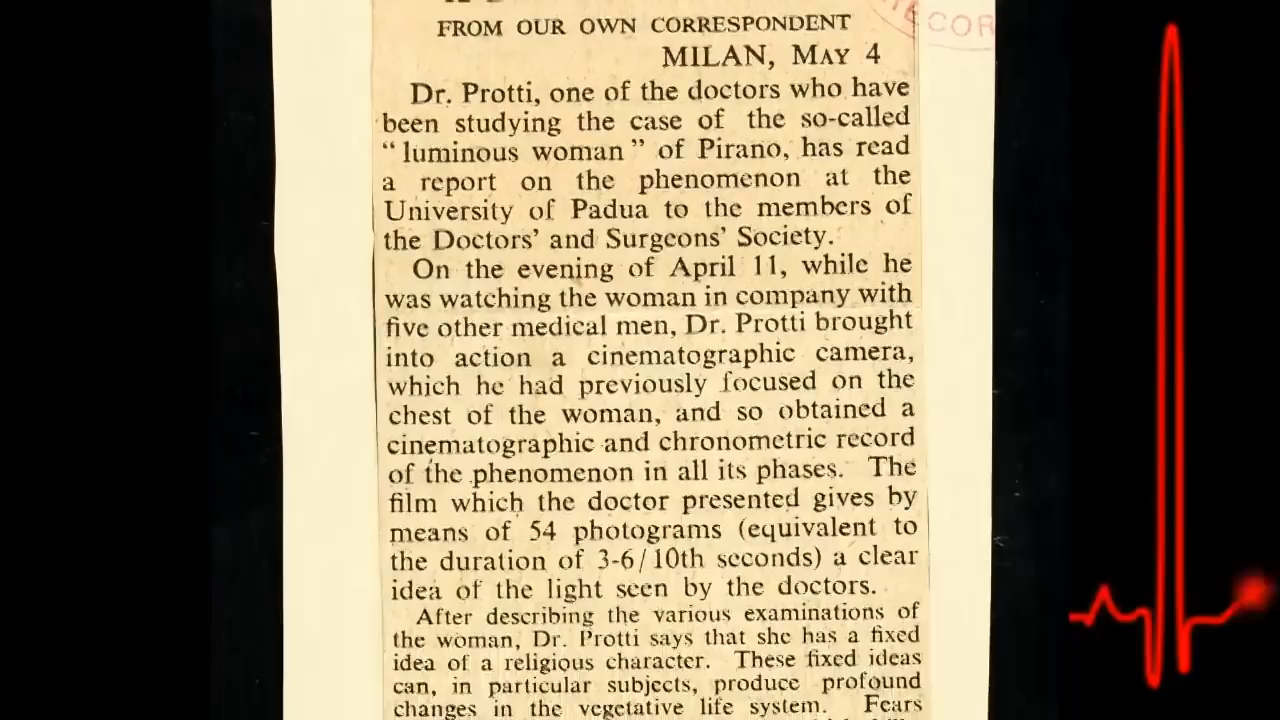 FROM OUR OWN CORRESPONDENT
COR
MILAN, MAY 4
Dr. Protti, one of the doctors who have
been studying the case of the so-called
“luminous woman” of Pirano, has read
a report on the phenomenon at the
University of Padua to the members of
the Doctors’ and Surgeons’ Society.
On the evening of April 11, while he
was watching the woman in company with
five other medical men, Dr. Protti brought
into action a cinematographic camera,
which he had previously focused on the
chest of the woman, and so obtained a
cinematographic and chronometric record
of the phenomenon in all its phases. The
film which the doctor presented gives by
means of 54 photograms (equivalent to
the duration of 3-6/10th seconds) a clear
idea of the light seen by the doctors.
After describing the various examinations of
the woman, Dr. Protti says that she has a fixed
idea of a religious character. These fixed ideas
can, in particular subjects, produce profound
changes in the vegetative life system. Fears